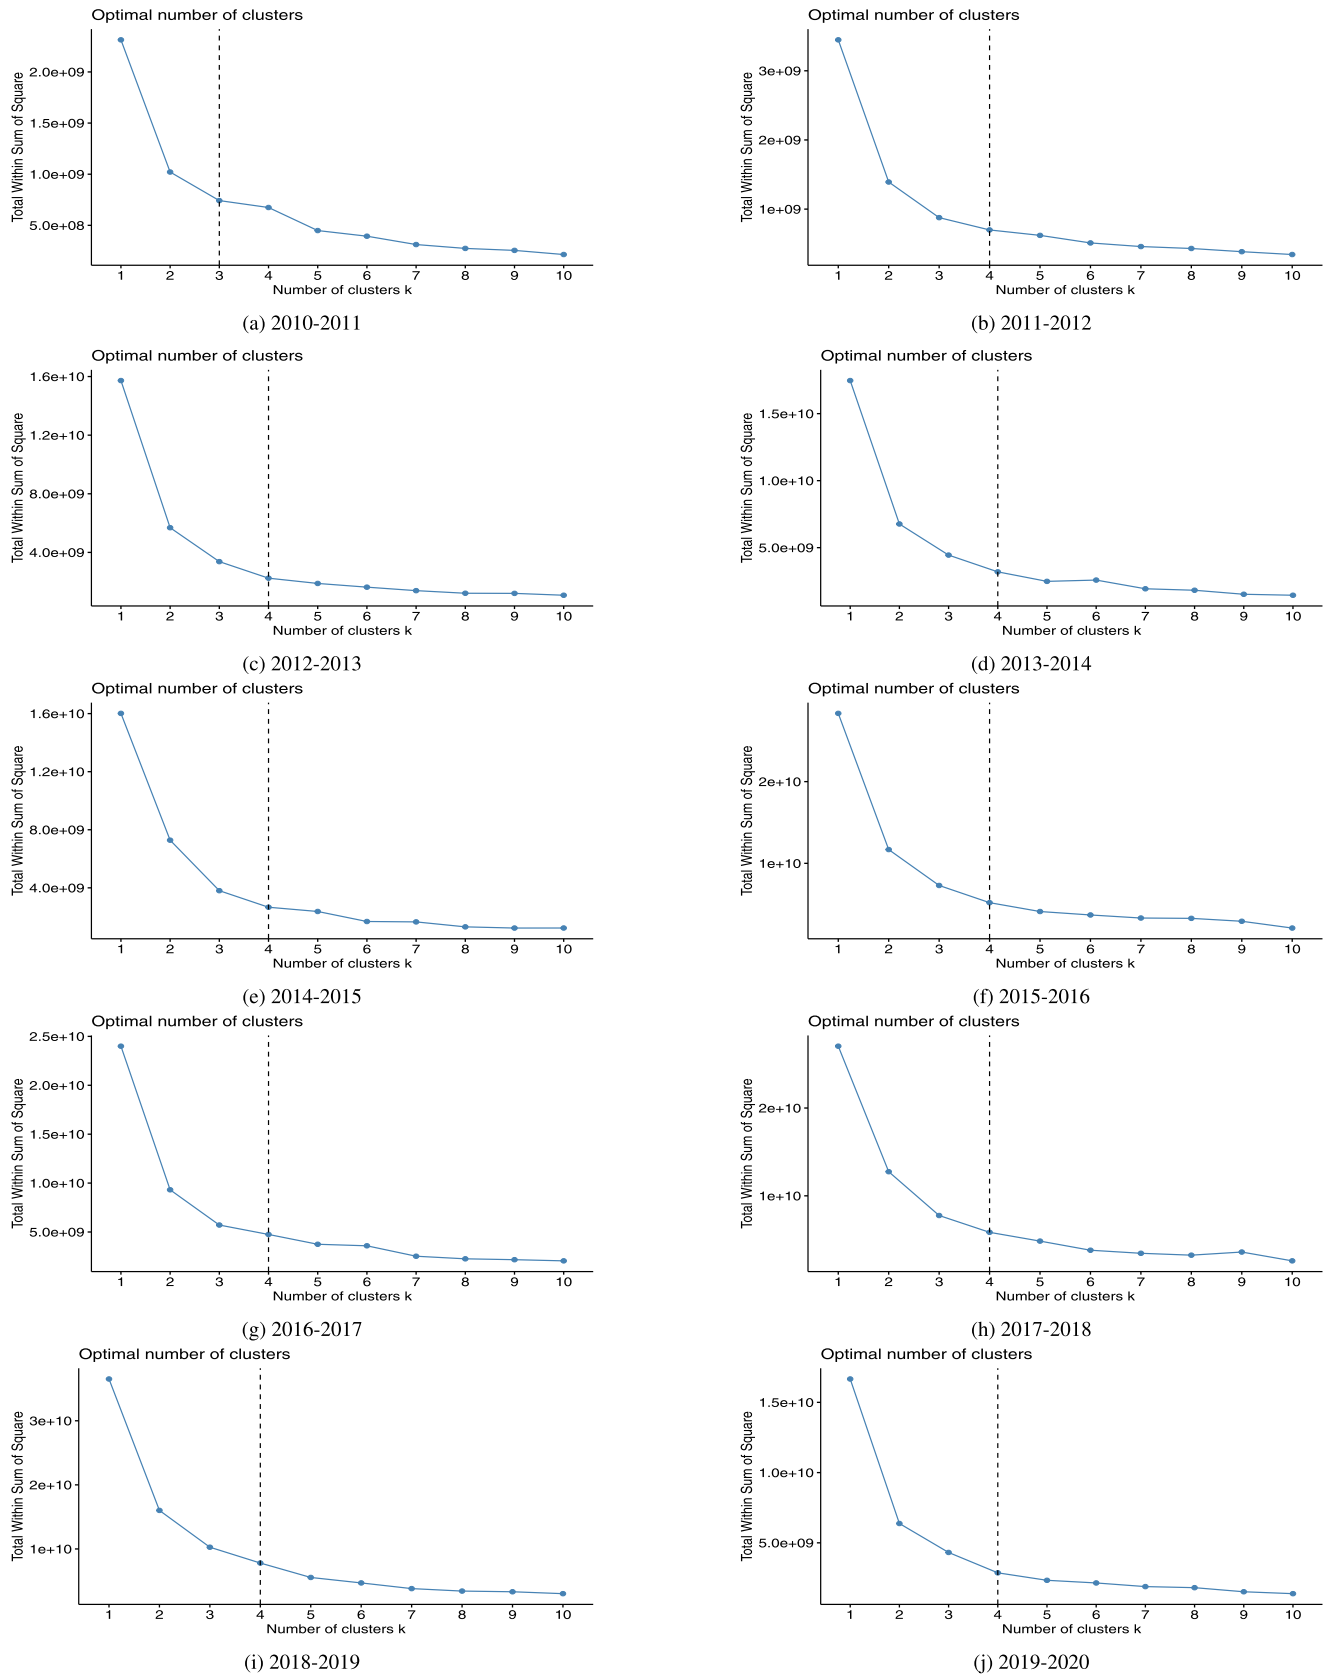 Optimal number of clusters
Total Within Sum of Square
2.0e+09
1.5e+09
1.0e+09
5.0e+08
1 2 3 4 5 6 7 8 9 10
Number of clusters k
(a) 2010-2011
Optimal number of clusters
Total Within Sum of Square
3e+09
2e+09
1e+09
1 2 3 4 5 6 7 8 9 10
Number of clusters k
(b) 2011-2012
Optimal number of clusters
Total Within Sum of Square
1.6e+10
1.2e+10
8.0e+09
4.0e+09
1 2 3 4 5 6 7 8 9 10
Number of clusters k
(c) 2012-2013
Optimal number of clusters
Total Within Sum of Square
1.5e+10
1.0e+10
5.0e+09
1 2 3 4 5 6 7 8 9 10
Number of clusters k
(d) 2013-2014
Optimal number of clusters
Total Within Sum of Square
1.6e+10
1.2e+10
8.0e+09
4.0e+09
1 2 3 4 5 6 7 8 9 10
Number of clusters k
(e) 2014-2015
Optimal number of clusters
Total Within Sum of Square
2e+10
1e+10
1 2 3 4 5 6 7 8 9 10
Number of clusters k
(f) 2015-2016
Optimal number of clusters
Total Within Sum of Square
2.5e+10
2.0e+10
1.5e+10
1.0e+10
5.0e+09
1 2 3 4 5 6 7 8 9 10
Number of clusters k
(g) 2016-2017
Optimal number of clusters
Total Within Sum of Square
2e+10
1e+10
1 2 3 4 5 6 7 8 9 10
Number of clusters k
(h) 2017-2018
Optimal number of clusters
Total Within Sum of Square
3e+10
2e+10
1e+10
1 2 3 4 5 6 7 8 9 10
Number of clusters k
(i) 2018-2019
Optimal number of clusters
Total Within Sum of Square
1.5e+10
1.0e+10
5.0e+09
1 2 3 4 5 6 7 8 9 10
Number of clusters k
(j) 2019-2020